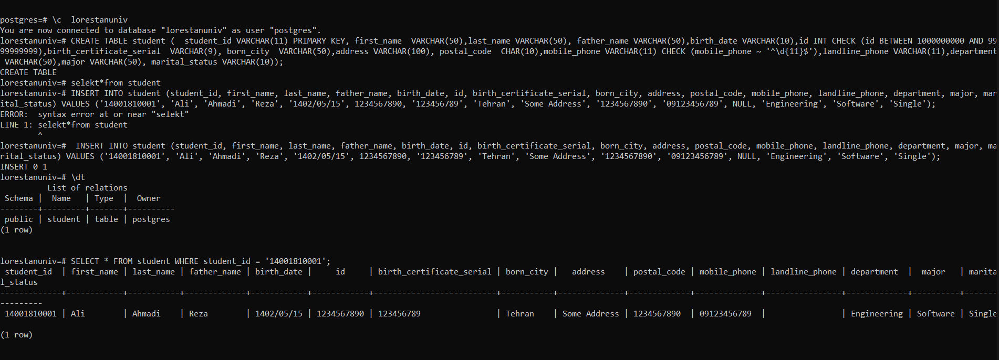 postgres=# \c  lorestanuniv
You are now connected to database "lorestanuniv" as user "postgres".
lorestanuniv=# CREATE TABLE student (  student_id VARCHAR(11) PRIMARY KEY, first_name  VARCHAR(50),last_name VARCHAR(50), father_name VARCHAR(50),birth_date VARCHAR(10),id INT CHECK (id BETWEEN 1000000000 AND 99
99999999),birth_certificate_serial  VARCHAR(9), born_city  VARCHAR(50),address VARCHAR(100), postal_code  CHAR(10),mobile_phone VARCHAR(11) CHECK (mobile_phone ~ '^\d{11}$'),landline_phone VARCHAR(11),department
 VARCHAR(50),major VARCHAR(50), marital_status VARCHAR(10));
CREATE TABLE
lorestanuniv=# selekt*from student
lorestanuniv-# INSERT INTO student (student_id, first_name, last_name, father_name, birth_date, id, birth_certificate_serial, born_city, address, postal_code, mobile_phone, landline_phone, department, major, mar
ital_status) VALUES ('14001810001', 'Ali', 'Ahmadi', 'Reza', '1402/05/15', 1234567890, '123456789', 'Tehran', 'Some Address', '1234567890', '09123456789', NULL, 'Engineering', 'Software', 'Single');
ERROR:  syntax error at or near "selekt"
LINE 1: selekt*from student
        ^
lorestanuniv=#  INSERT INTO student (student_id, first_name, last_name, father_name, birth_date, id, birth_certificate_serial, born_city, address, postal_code, mobile_phone, landline_phone, department, major, ma
rital_status) VALUES ('14001810001', 'Ali', 'Ahmadi', 'Reza', '1402/05/15', 1234567890, '123456789', 'Tehran', 'Some Address', '1234567890', '09123456789', NULL, 'Engineering', 'Software', 'Single');
INSERT 0 1
lorestanuniv=# \dt
          List of relations
 Schema |  Name   | Type  |  Owner
--------+---------+-------+----------
 public | student | table | postgres
(1 row)
lorestanuniv=# SELECT * FROM student WHERE student_id = '14001810001';
 student_id  | first_name | last_name | father_name | birth_date |     id     | birth_certificate_serial | born_city |   address    | postal_code | mobile_phone | landline_phone | department  |  major   | marita
l_status
-------------+------------+-----------+-------------+------------+------------+--------------------------+-----------+--------------+-------------+--------------+----------------+-------------+----------+-------
---------
 14001810001 | Ali        | Ahmadi    | Reza        | 1402/05/15 | 1234567890 | 123456789                | Tehran    | Some Address | 1234567890  | 09123456789  |                | Engineering | Software | Single
(1 row)